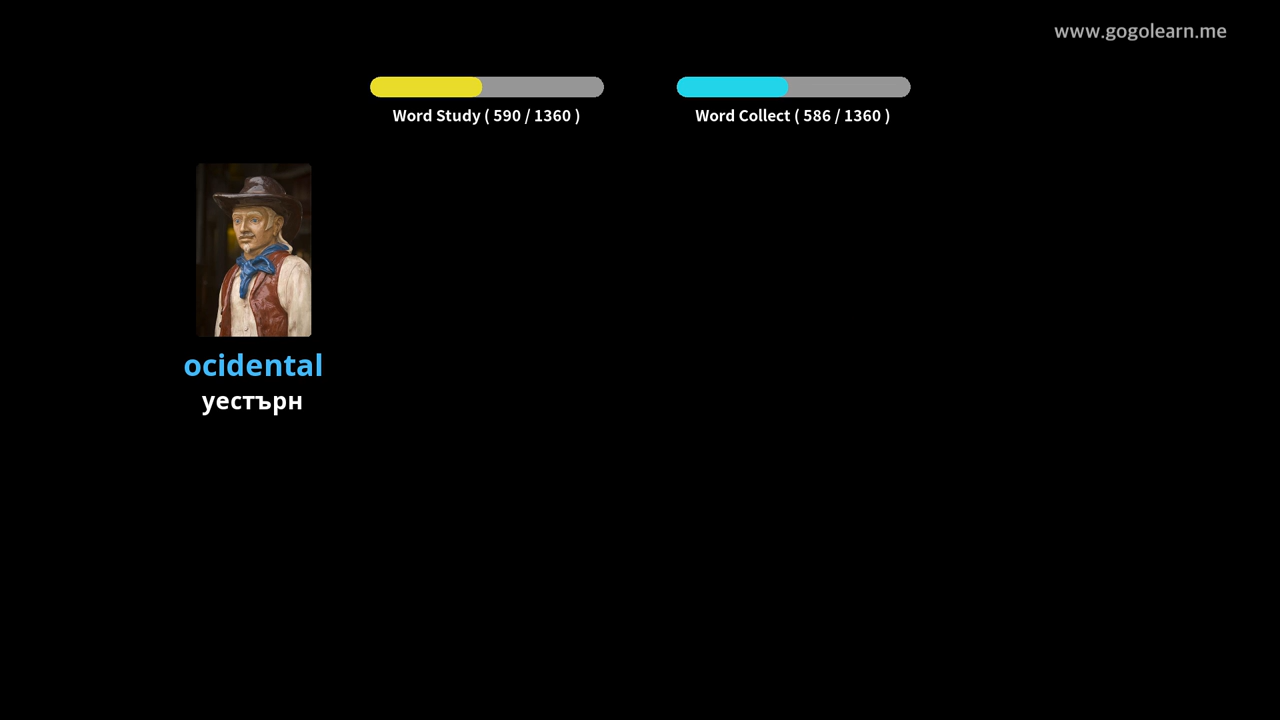 www.gogolearn.me
Word Study ( 590 / 1360 )
Word Collect ( 586 / 1360 )
ocidental
уестърн